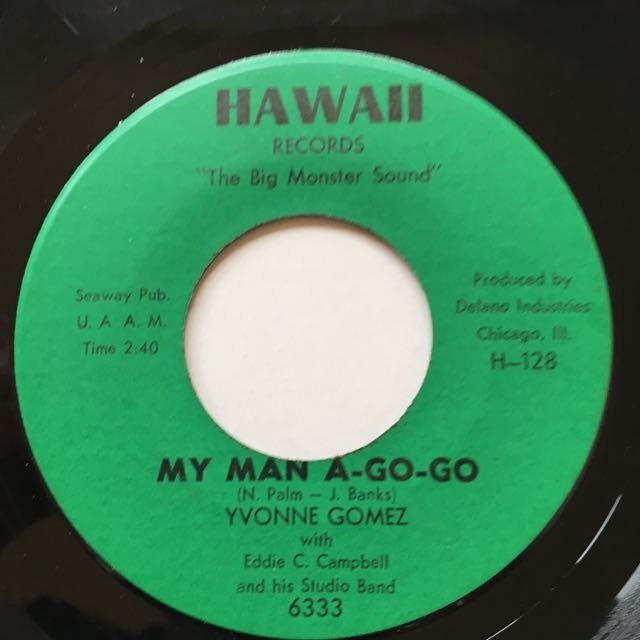 HAWAII
RECORDS
"The Big Monster Sound"
Seaway Pub.
U. A. A. M.
Time 2:40
Produced by
Delano Industries
Chicago, Ill.
H-128
MY MAN A-GO-GO
(N. Palm - J. Banks)
YVONNE GOMEZ
with
Eddie C. Campbell
and his Studio Band
6333